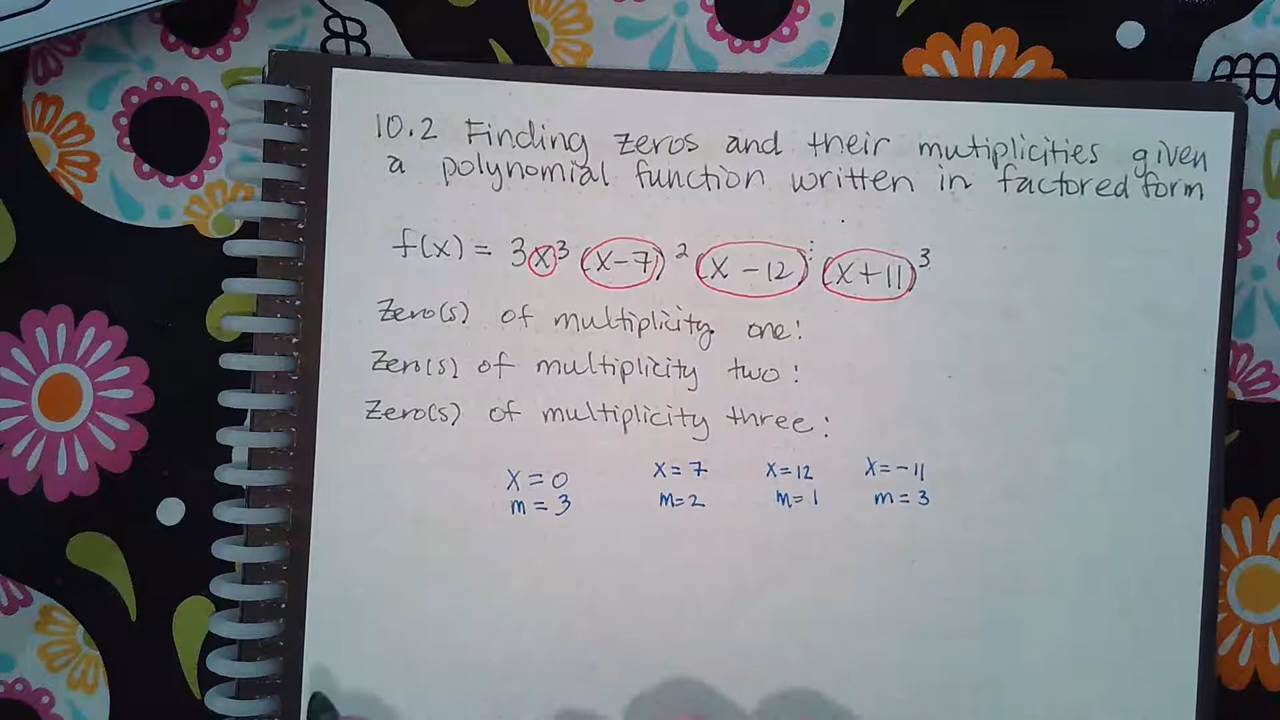 10.2 Finding zeros and their mutiplicities given
a polynomial function written in factored form
f(x) = 3x³ (x-7)² (x-12) (x+11)³
Zero(s) of multiplicity one:
Zero(s) of multiplicity two:
Zero(s) of multiplicity three:
x=0 x=7 x=12 x=-11
m=3 m=2 m=1 m=3